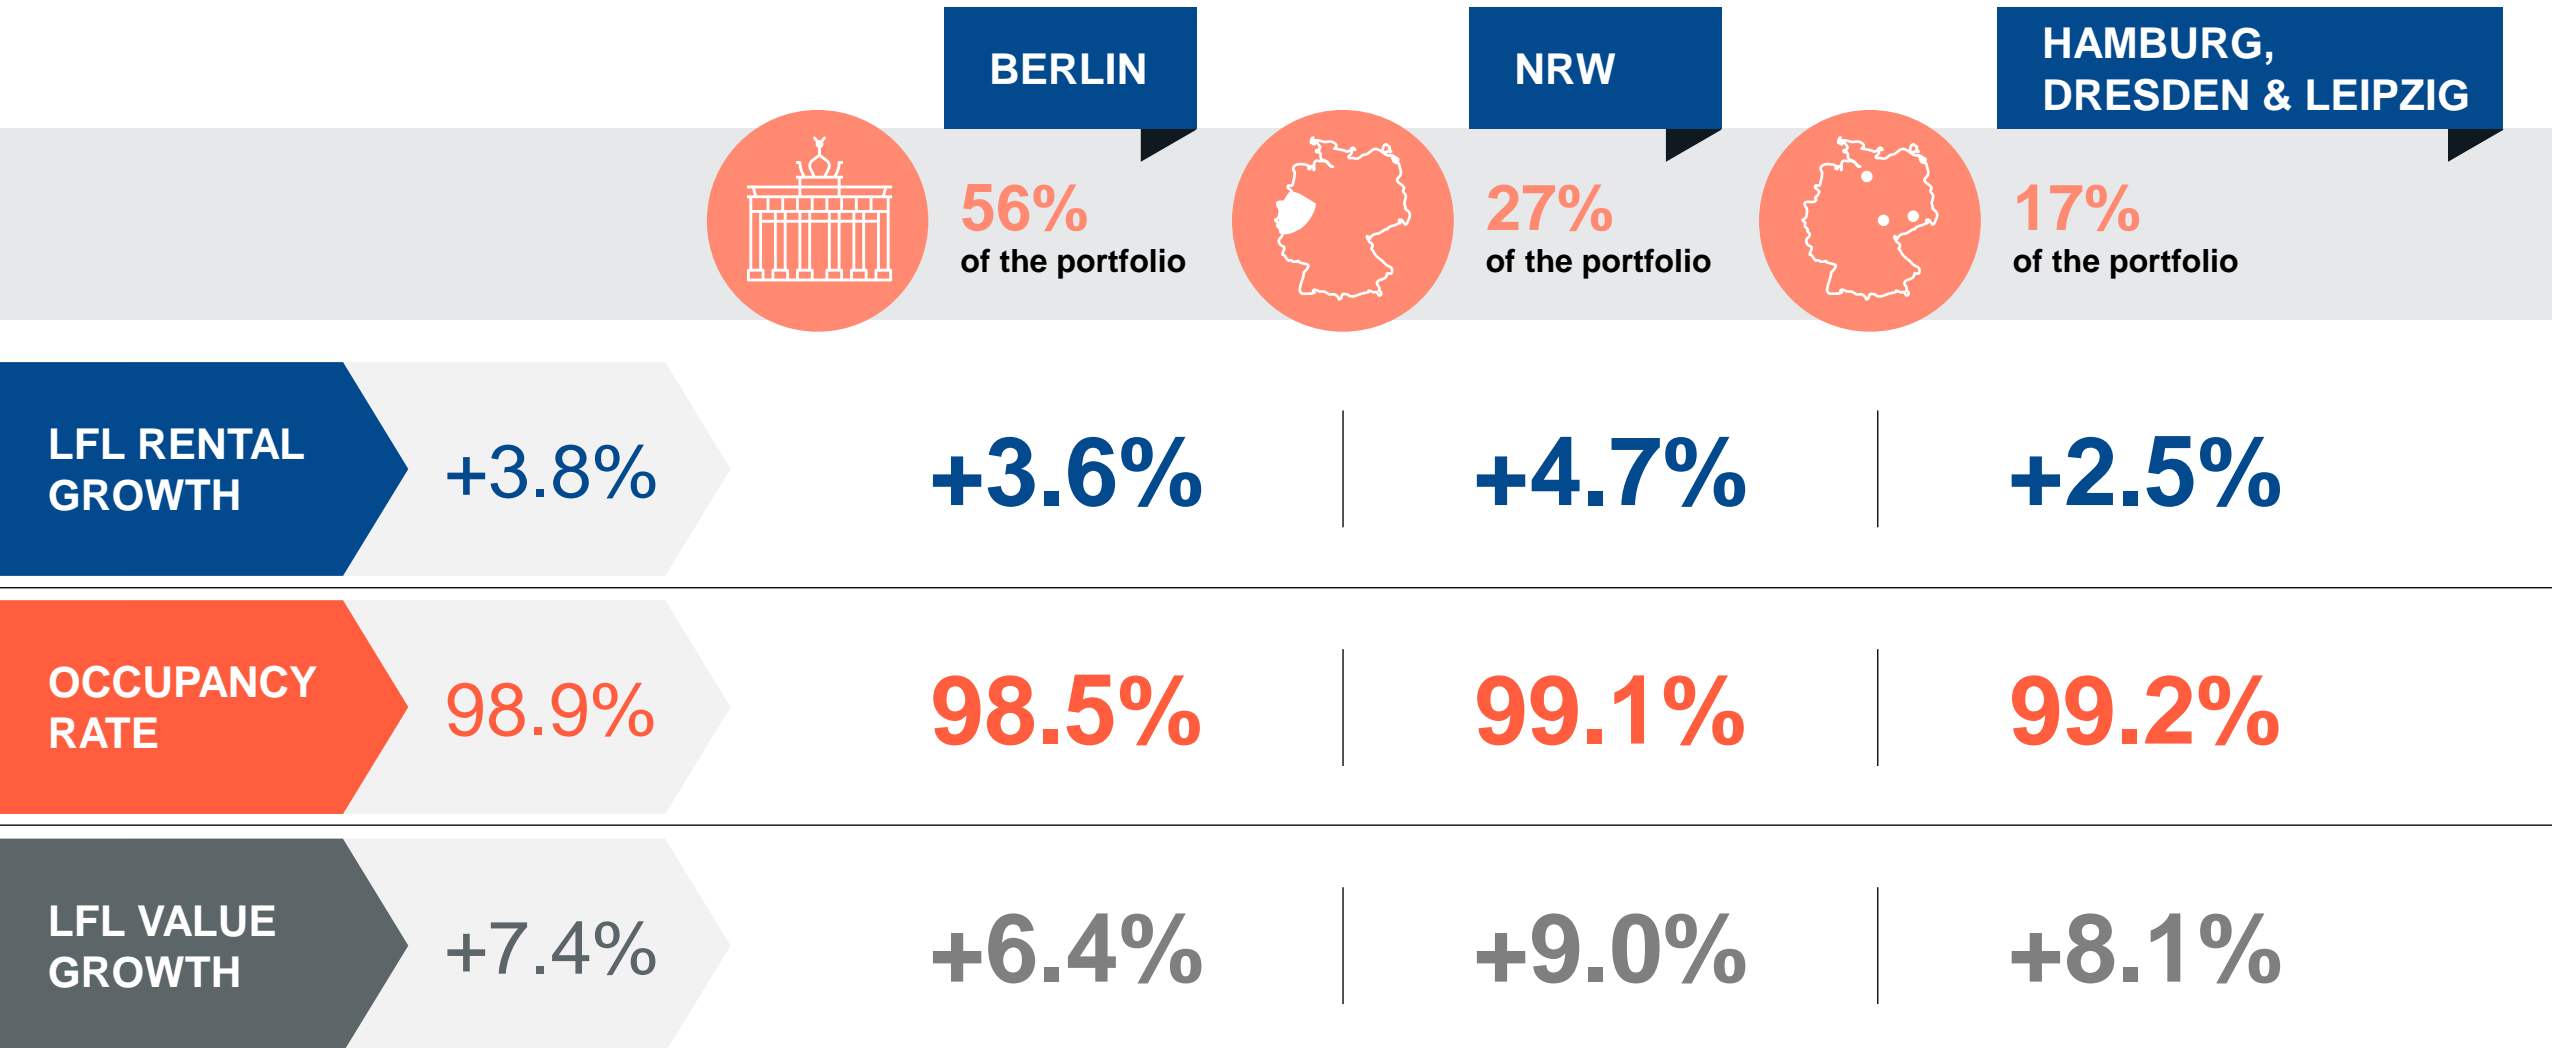 BERLIN
NRW
HAMBURG,
DRESDEN & LEIPZIG
56%
of the portfolio
27%
of the portfolio
17%
of the portfolio
LFL RENTAL
GROWTH
+3.8%
+3.6%
+4.7%
+2.5%
OCCUPANCY
RATE
98.9%
98.5%
99.1%
99.2%
LFL VALUE
GROWTH
+7.4%
+6.4%
+9.0%
+8.1%